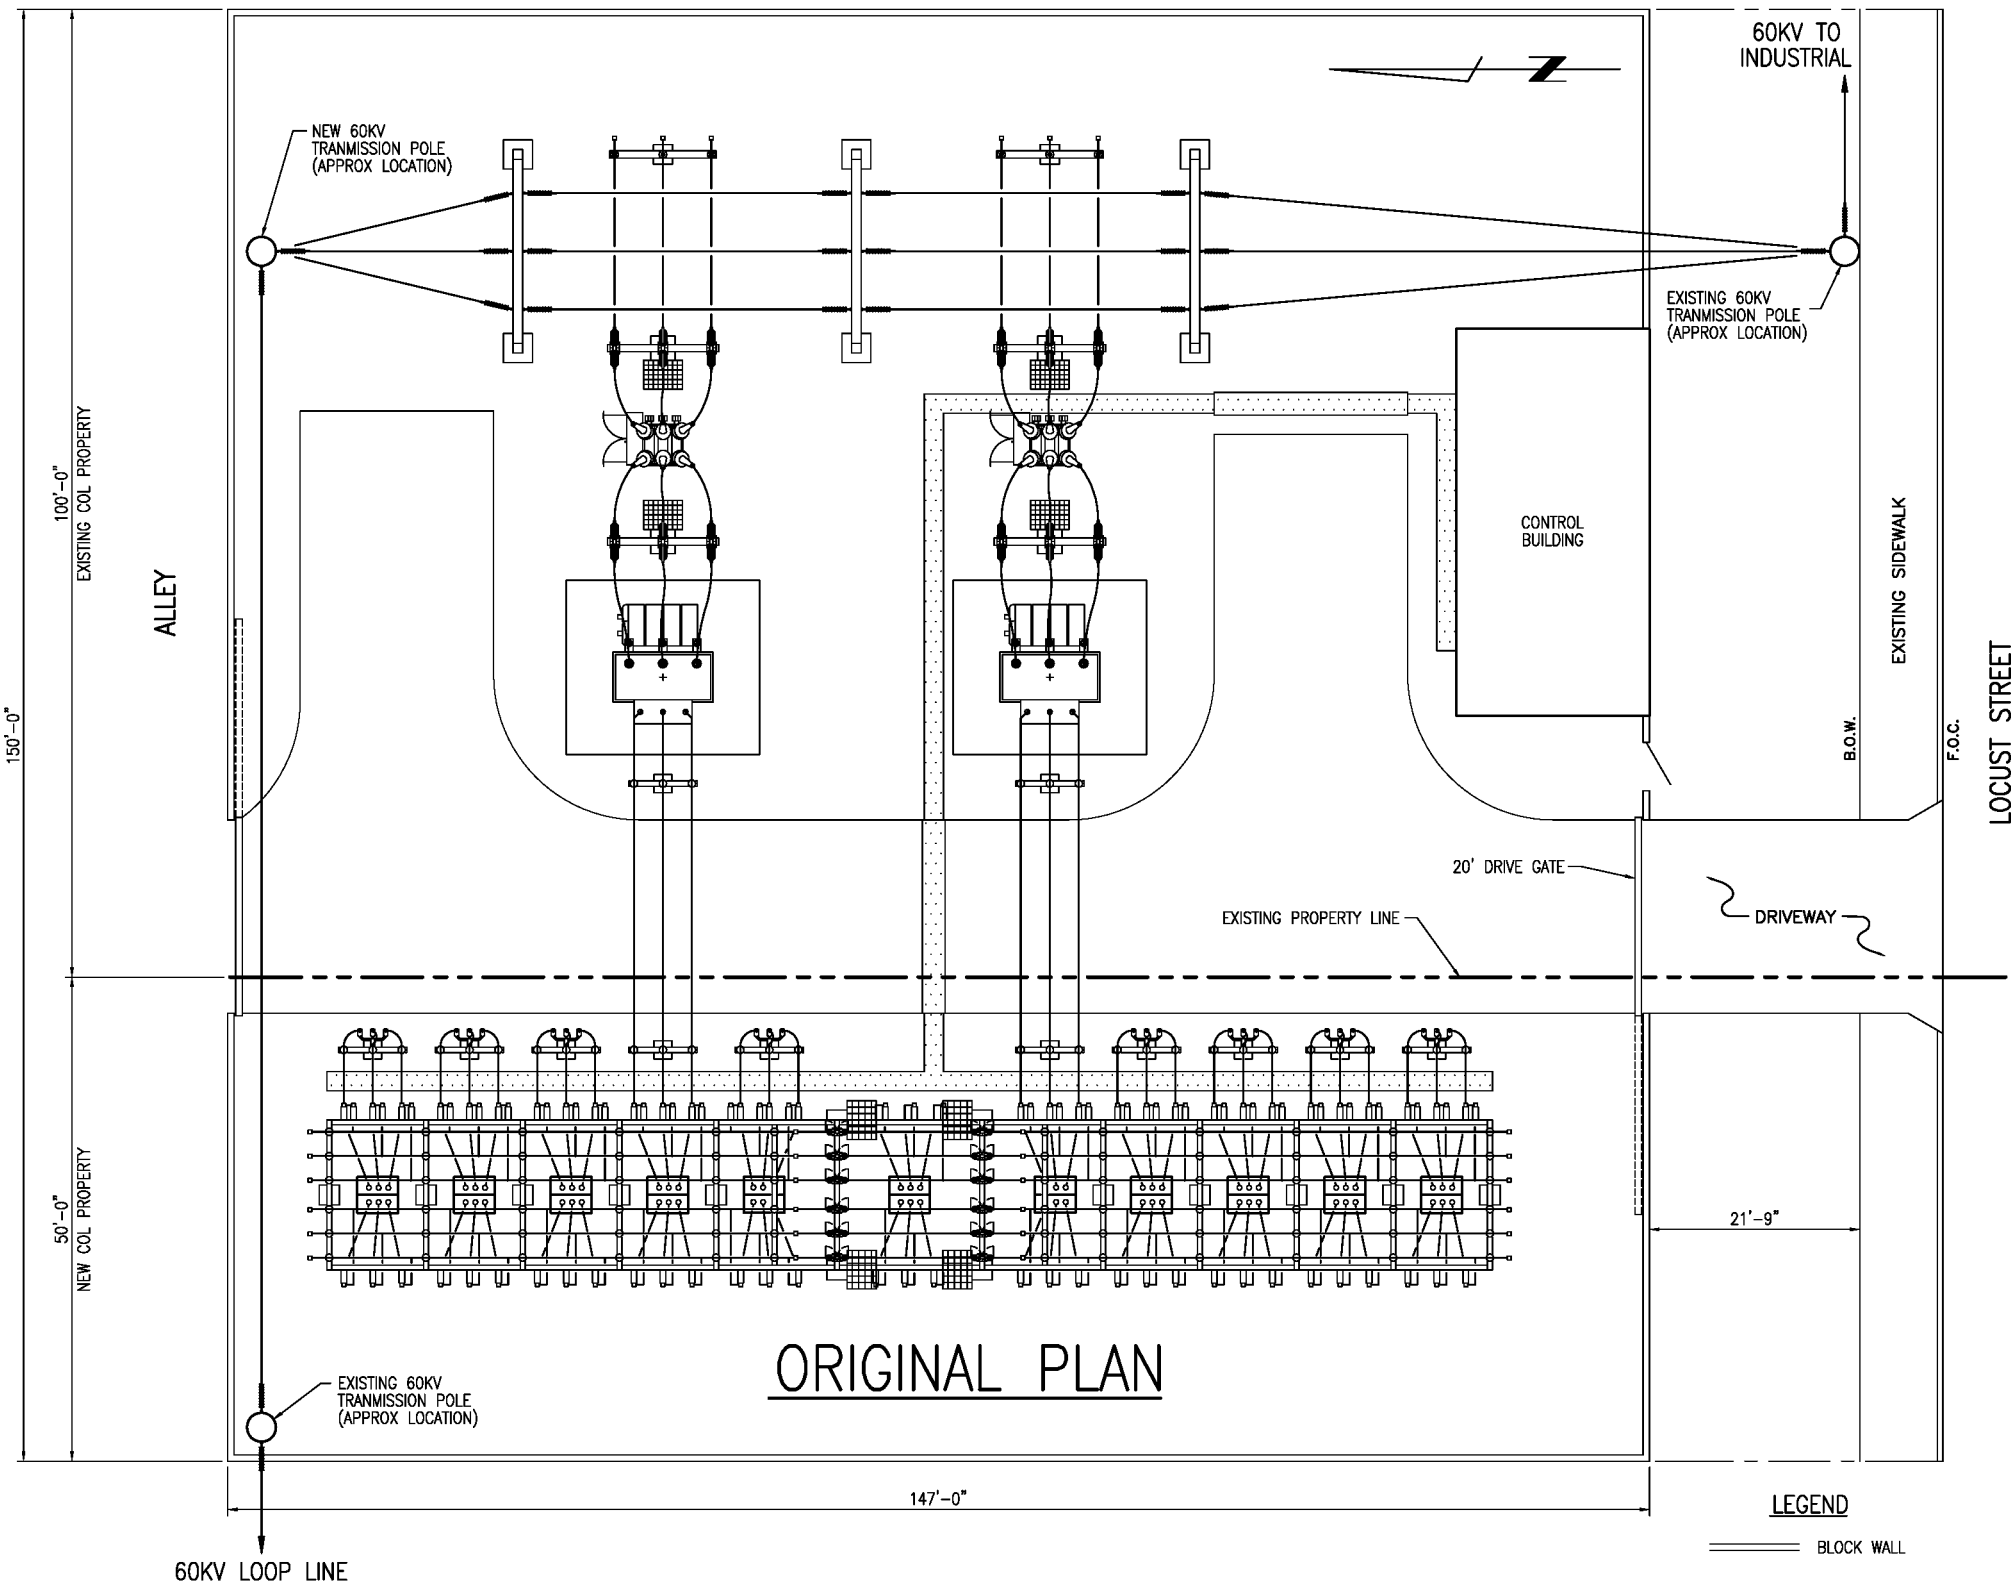 60KV TO
INDUSTRIAL
N
NEW 60KV
TRANMISSION POLE
(APPROX LOCATION)
EXISTING 60KV
TRANMISSION POLE
(APPROX LOCATION)
150'-0"
100'-0"
EXISTING COL PROPERTY
ALLEY
CONTROL
BUILDING
EXISTING SIDEWALK
B.O.W.
F.O.C.
LOCUST STREET
20' DRIVE GATE
EXISTING PROPERTY LINE
DRIVEWAY
50'-0"
NEW COL PROPERTY
21'-9"
ORIGINAL PLAN
EXISTING 60KV
TRANMISSION POLE
(APPROX LOCATION)
147'-0"
LEGEND
BLOCK WALL
60KV LOOP LINE